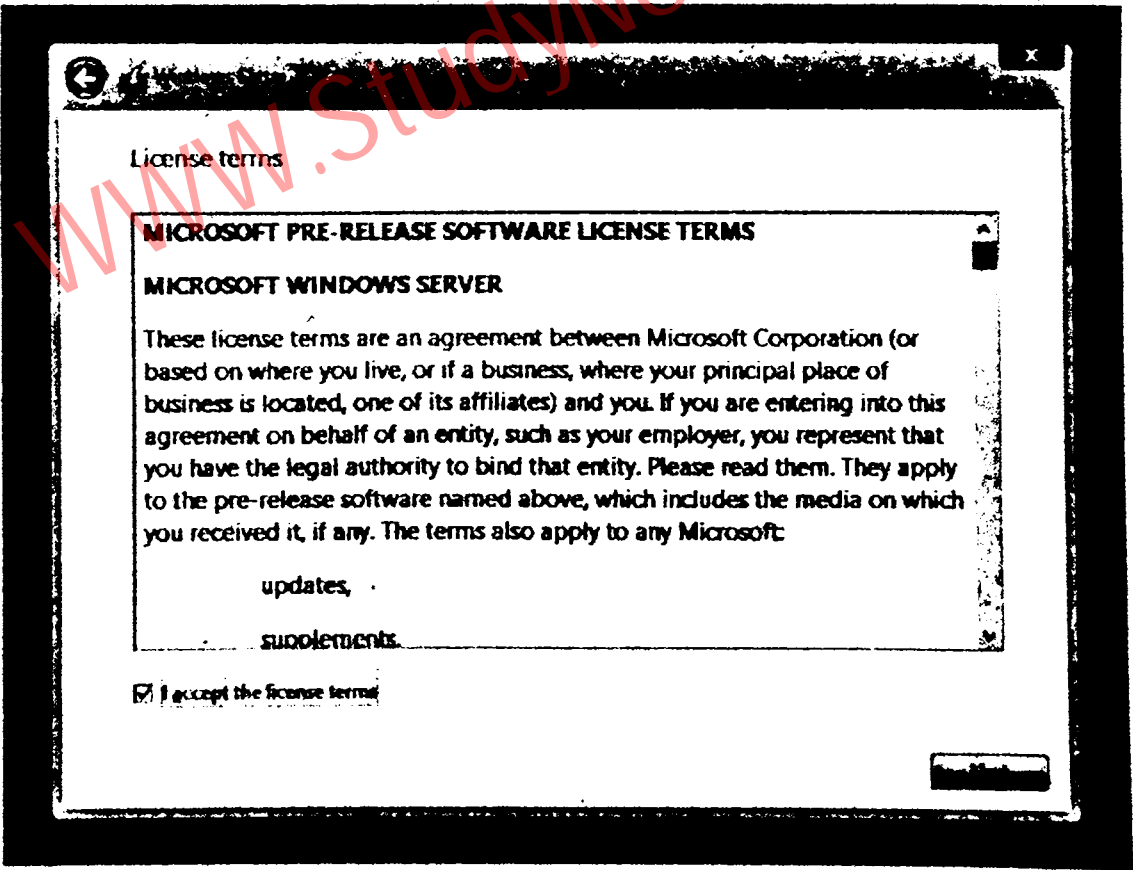 www.Study
License terms
MICROSOFT PRE-RELEASE SOFTWARE LICENSE TERMS
MICROSOFT WINDOWS SERVER
These license terms are an agreement between Microsoft Corporation (or
based on where you live, or if a business, where your principal place of
business is located, one of its affiliates) and you. If you are entering into this
agreement on behalf of an entity, such as your employer, you represent that
you have the legal authority to bind that entity. Please read them. They apply
to the pre-release software named above, which includes the media on which
you received it, if any. The terms also apply to any Microsoft:
updates,
supplements,
I accept the license terms